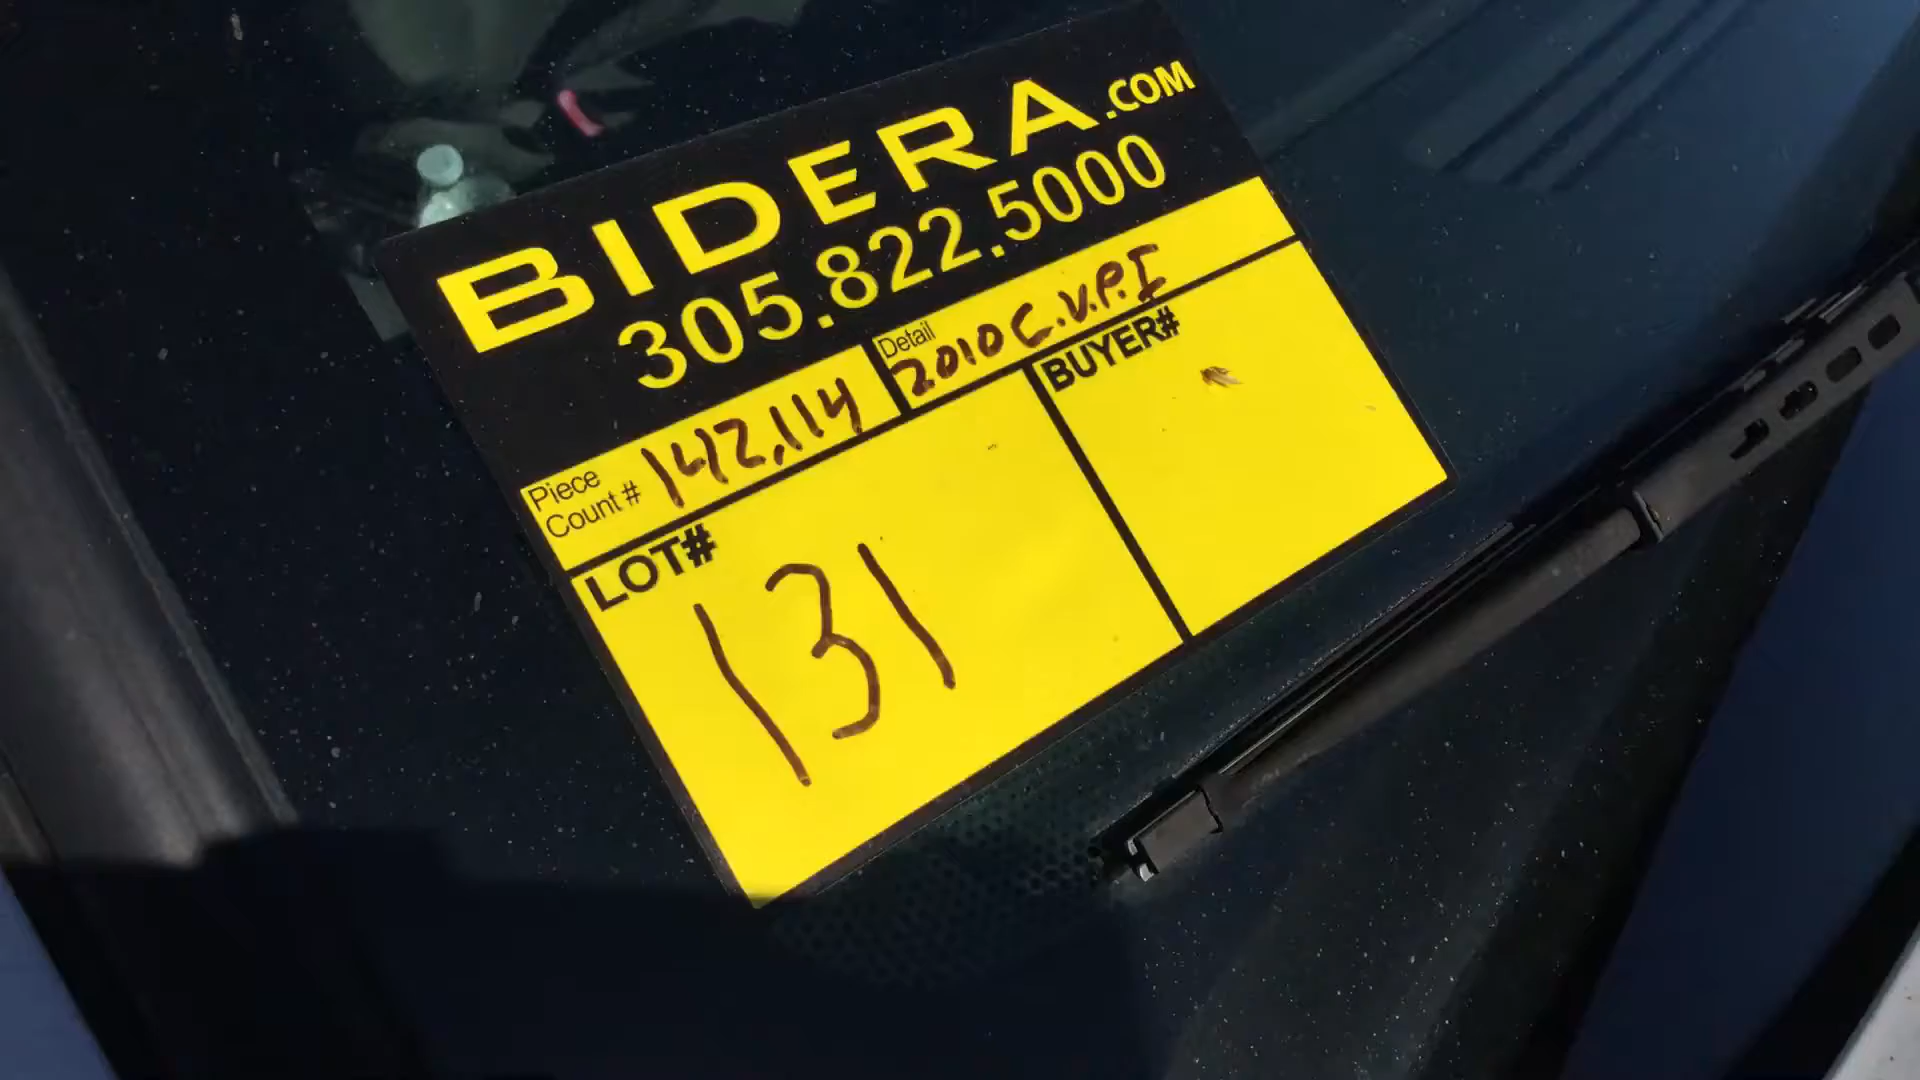 BIDERA.COM
305.822.5000
Piece Count # 142,114
Detail 2010 C.V.P.I
LOT# 131
BUYER#